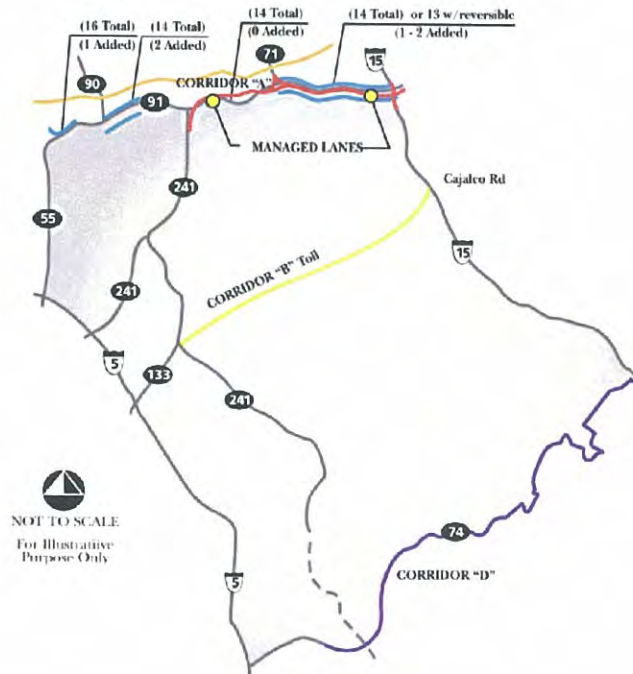 (16 Total)
(1 Added)
(14 Total)
(2 Added)
(14 Total)
(0 Added)
(14 Total) or 13 w/reversible
(1 - 2 Added)
71
15
90
CORRIDOR "A"
91
MANAGED LANES
241
Cajalco Rd
55
15
CORRIDOR "B" Toll
241
5
133
241
NOT TO SCALE
For Illustrative
Purpose Only
74
5
CORRIDOR "D"